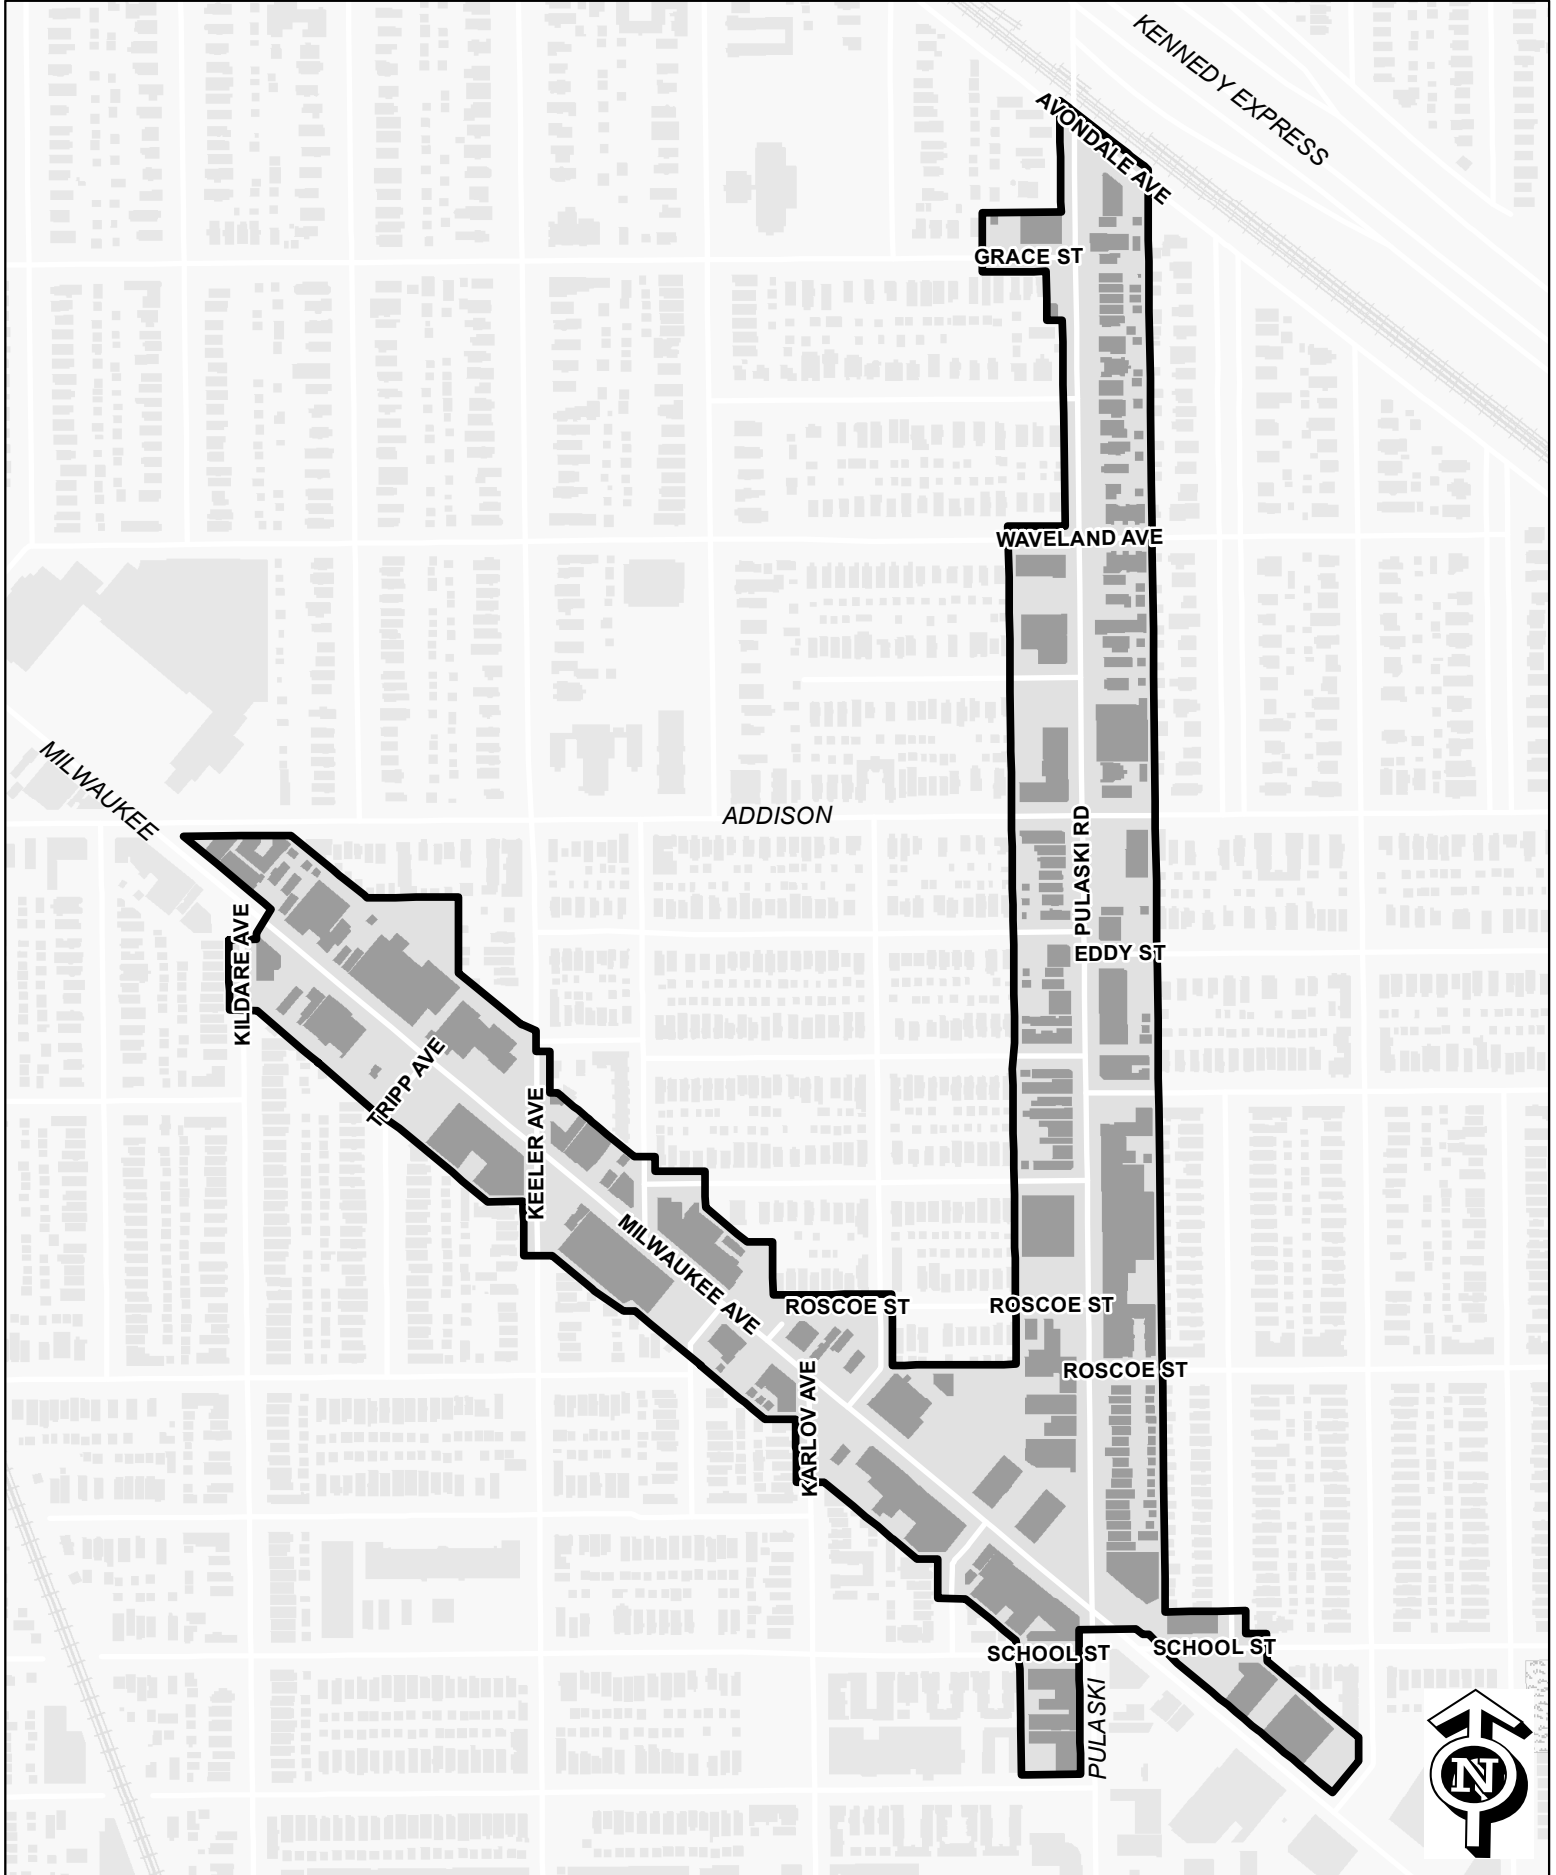 KENNEDY EXPRESS
AVONDALE AVE
GRACE ST
WAVELAND AVE
MILWAUKEE
ADDISON
PULASKI RD
KILDARE AVE
EDDY ST
TRIPP AVE
KEELER AVE
MILWAUKEE AVE
ROSCOE ST
ROSCOE ST
ROSCOE ST
KARLOV AVE
SCHOOL ST
SCHOOL ST
PULASKI
N